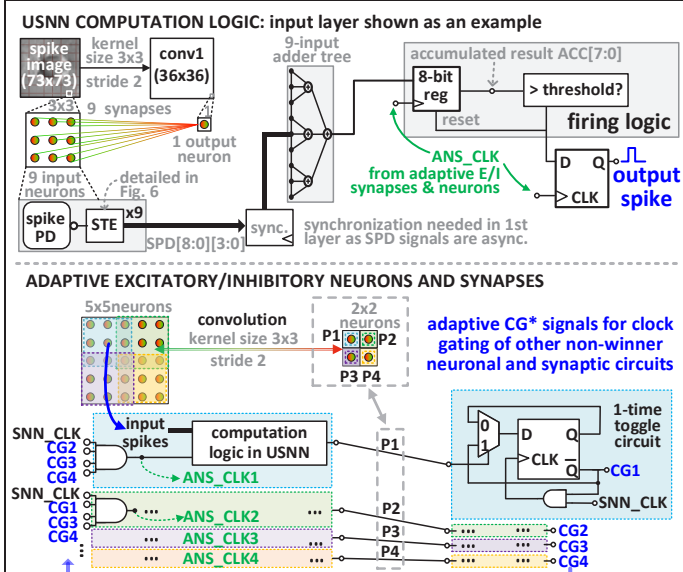 USNN COMPUTATION LOGIC: input layer shown as an example
spike
image
(73x73)
kernel
size 3x3
stride 2
conv1
(36x36)
3x3
9 synapses
1
1 output
neuron
9 input
neurons
detailed in
Fig. 6
spike
PD
STE
x9
SPD[8:0][3:0]
sync.
synchronization needed in 1st
layer as SPD signals are async.
9-input
adder tree
accumulated result ACC[7:0]
8-bit
reg
> threshold?
reset
firing logic
ANS_CLK
from adaptive E/I
synapses & neurons
D Q
CLK
output
spike
ADAPTIVE EXCITATORY/INHIBITORY NEURONS AND SYNAPSES
5x5neurons
convolution
kernel size 3x3
stride 2
2x2
neurons
P1
P2
P3 P4
adaptive CG* signals for clock
gating of other non-winner
neuronal and synaptic circuits
SNN_CLK
CG2
CG3
CG4
input
spikes
computation
logic in USNN
ANS_CLK1
P1
0
1
D Q
CLK Q
1-time
toggle
circuit
CG1
SNN_CLK
SNN_CLK
CG1
CG3
CG4
... ANS_CLK2 ...
P2
... ... CG2
... ANS_CLK3 ...
P3
... ... CG3
ANS_CLK4 ...
P4
... ... CG4